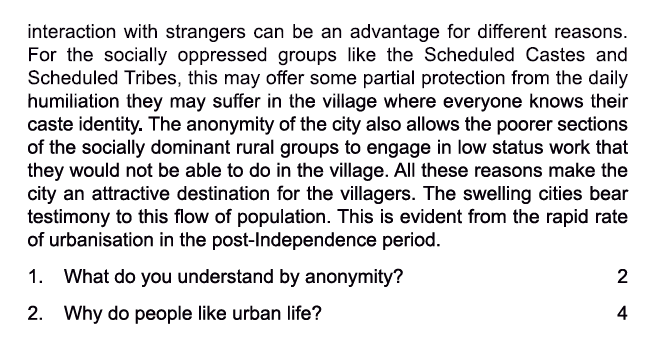 interaction with strangers can be an advantage for different reasons.
For the socially oppressed groups like the Scheduled Castes and
Scheduled Tribes, this may offer some partial protection from the daily
humiliation they may suffer in the village where everyone knows their
caste identity. The anonymity of the city also allows the poorer sections
of the socially dominant rural groups to engage in low status work that
they would not be able to do in the village. All these reasons make the
city an attractive destination for the villagers. The swelling cities bear
testimony to this flow of population. This is evident from the rapid rate
of urbanisation in the post-Independence period.
1. What do you understand by anonymity? 2
2. Why do people like urban life? 4